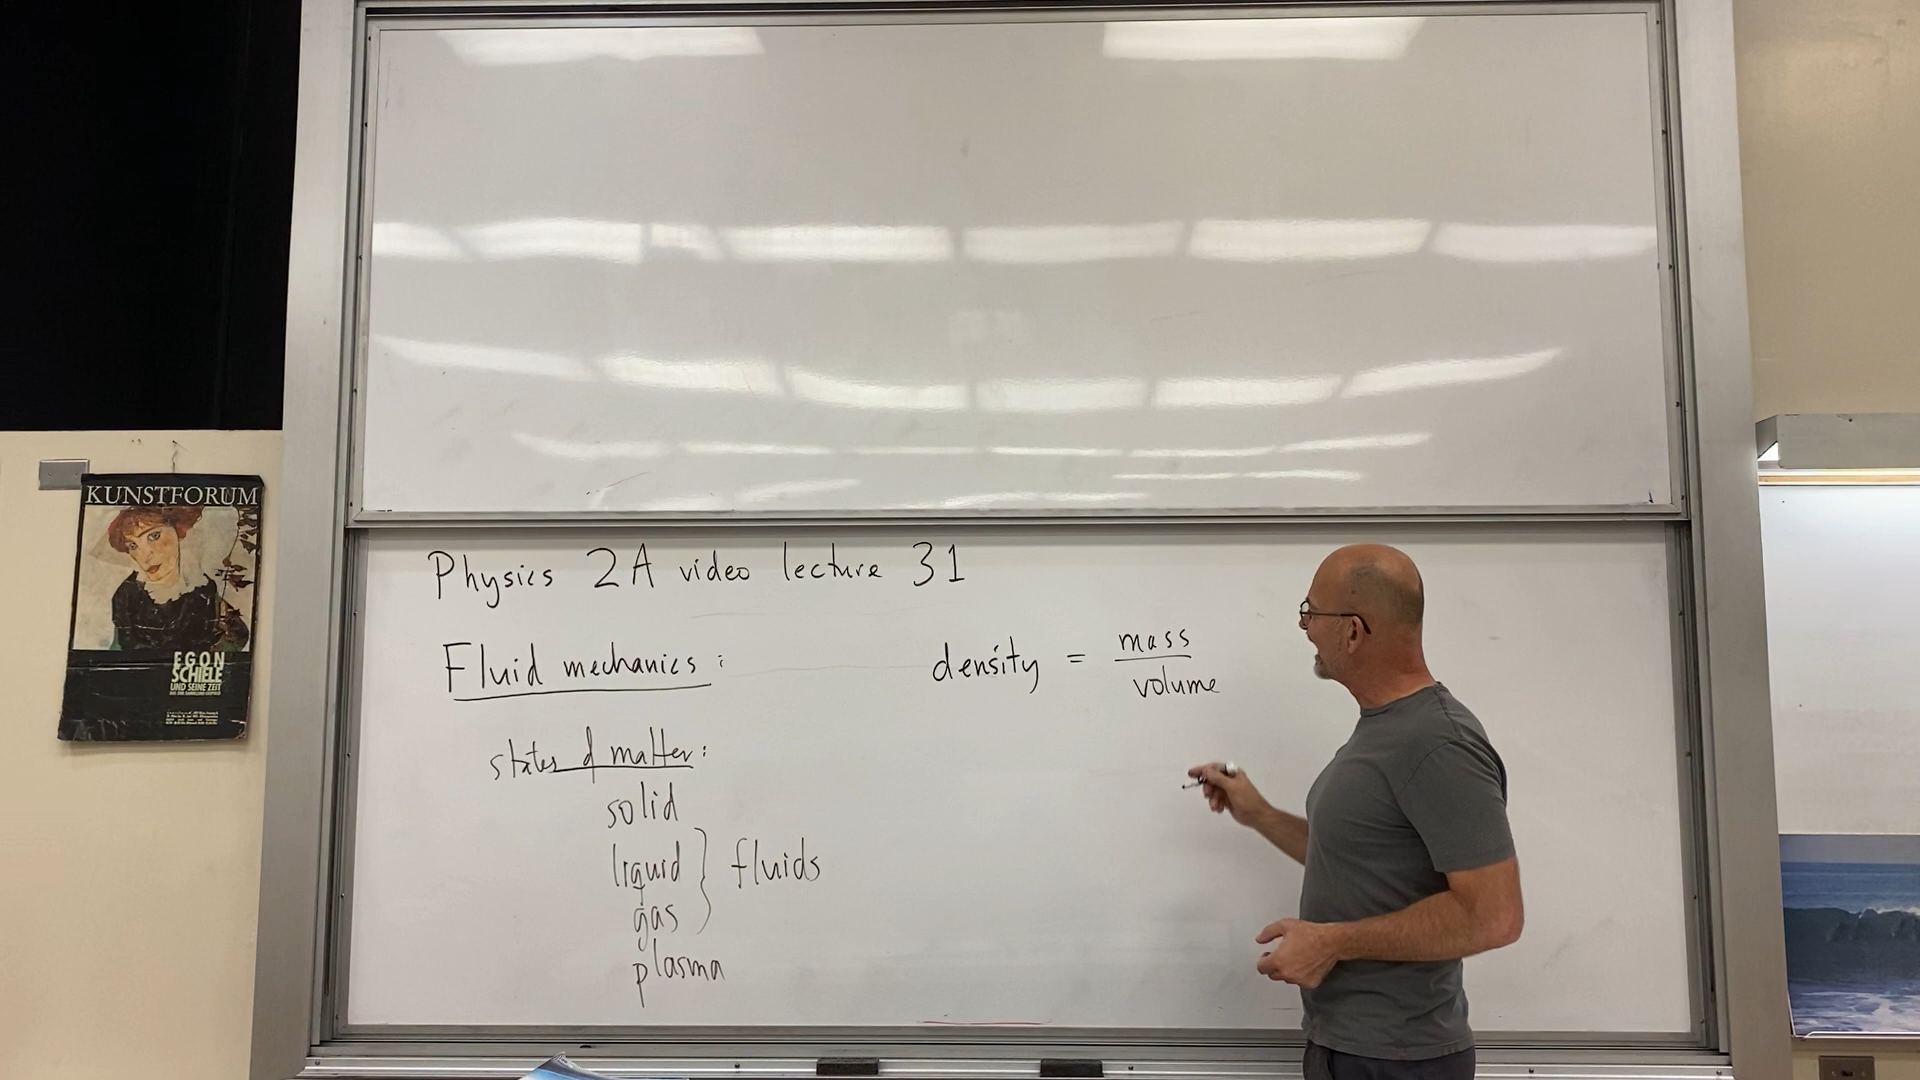 Physics 2A video lecture 31
Fluid mechanics:
density = mass / volume
states of matter:
solid
liquid } fluids
gas
plasma
KUNSTFORUM
EGON
SCHIELE
UND SEINE ZEIT